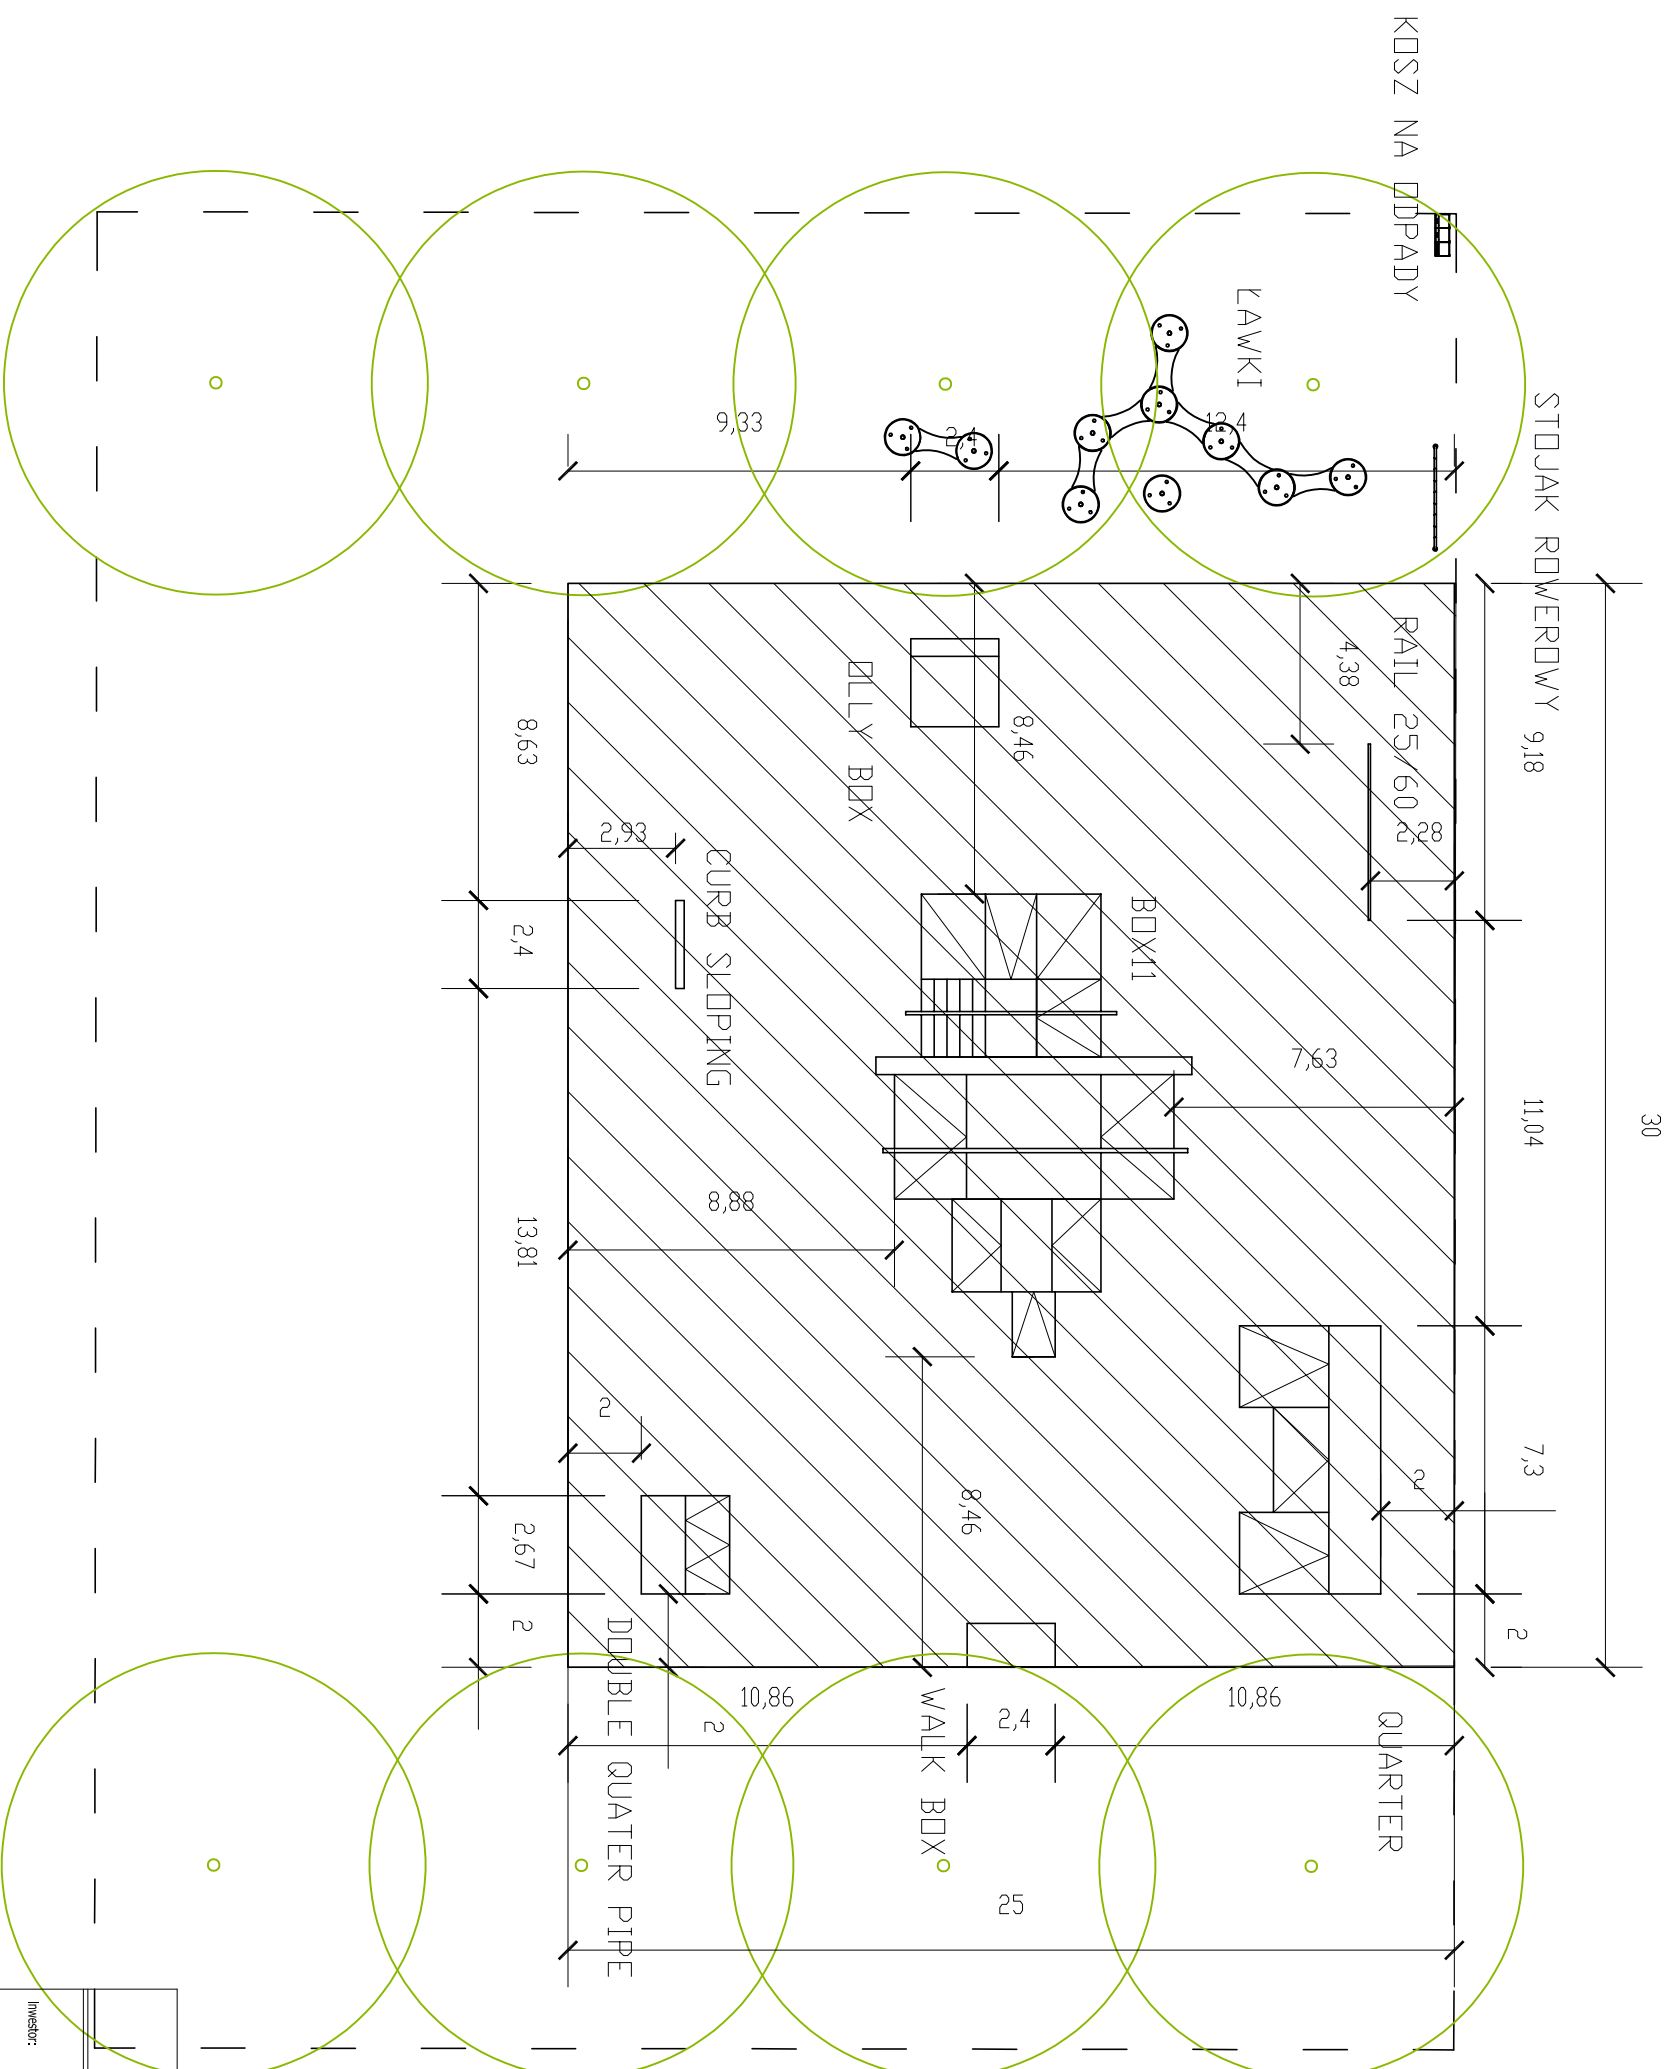 KOSZ NA ODPADY
ŁAWKI
STOJAK ROWEROWY
9,33
2,4
12,4
RAIL 25/60
4,38
9,18
2,28
OLLY BOX
8,46
8,63
2,93
CURB SLOPING
2,4
BOX11
7,63
11,04
30
8,88
13,81
2
8,46
2
7,3
2,67
2
2
DOUBLE QUATER PIPE
10,86
2
WALK BOX
2,4
10,86
QUARTER
25
Inwestor: